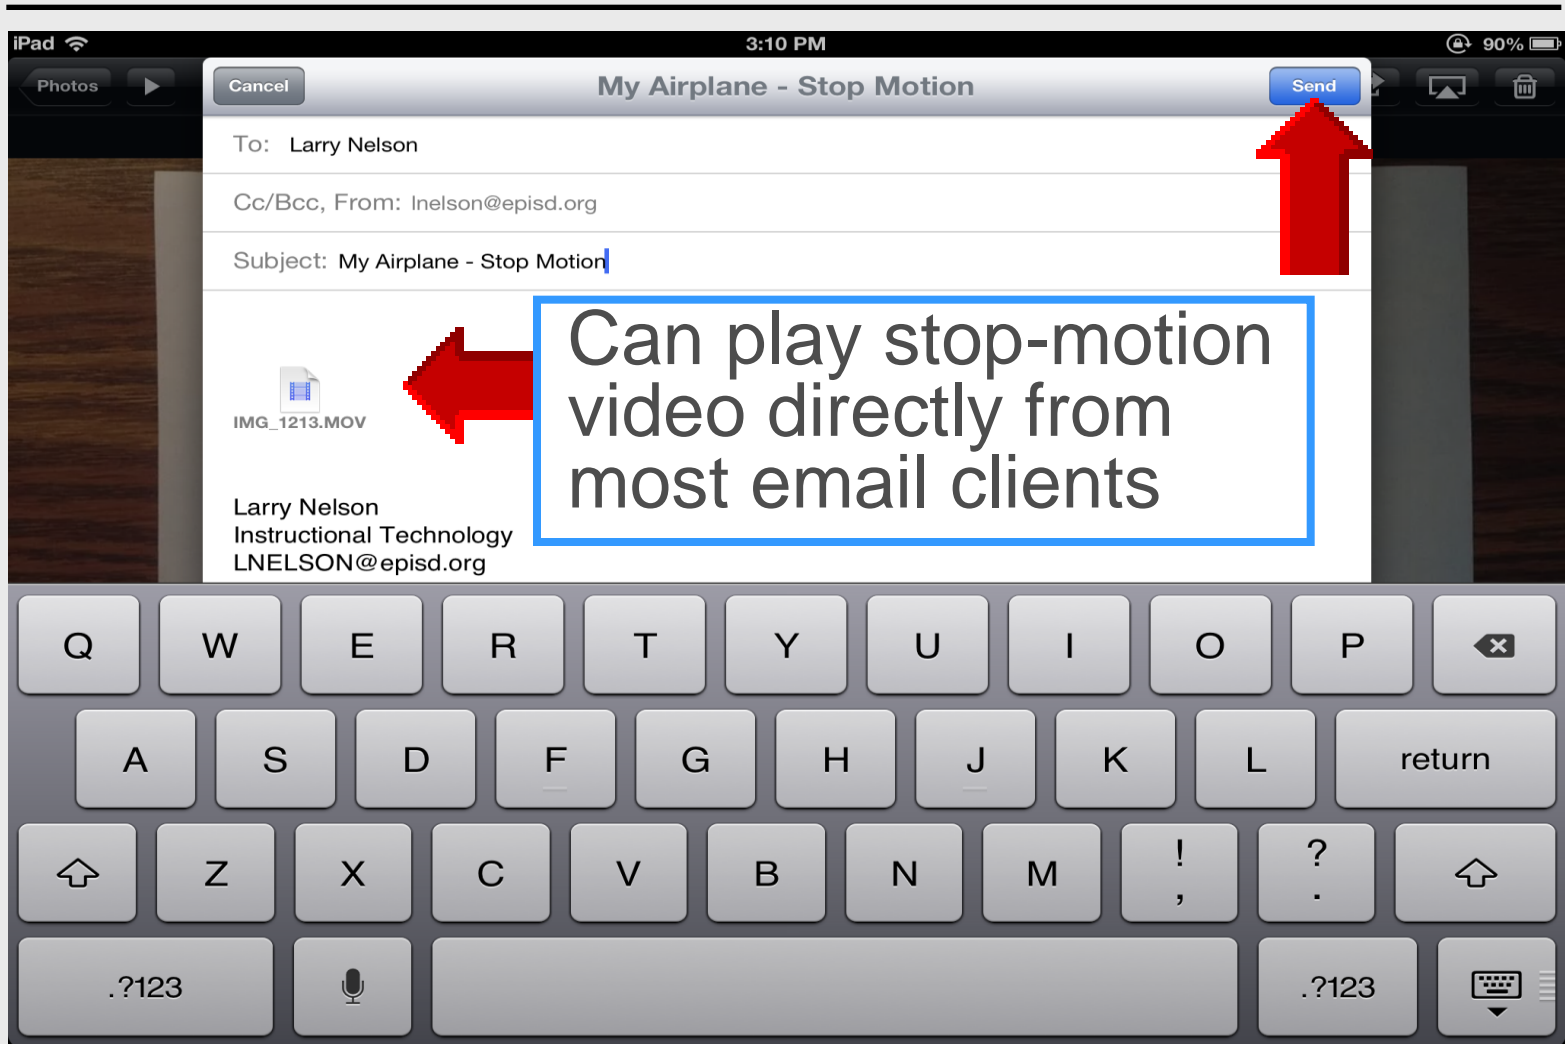 iPad 3:10 PM 90%
Photos Cancel My Airplane - Stop Motion Send
To: Larry Nelson
Cc/Bcc, From: lnelson@episd.org
Subject: My Airplane - Stop Motion
IMG_1213.MOV
Can play stop-motion
video directly from
most email clients
Larry Nelson
Instructional Technology
LNELSON@episd.org
Q W E R T Y U I O P
A S D F G H J K L return
Z X C V B N M ! , ? .
.?123 .?123